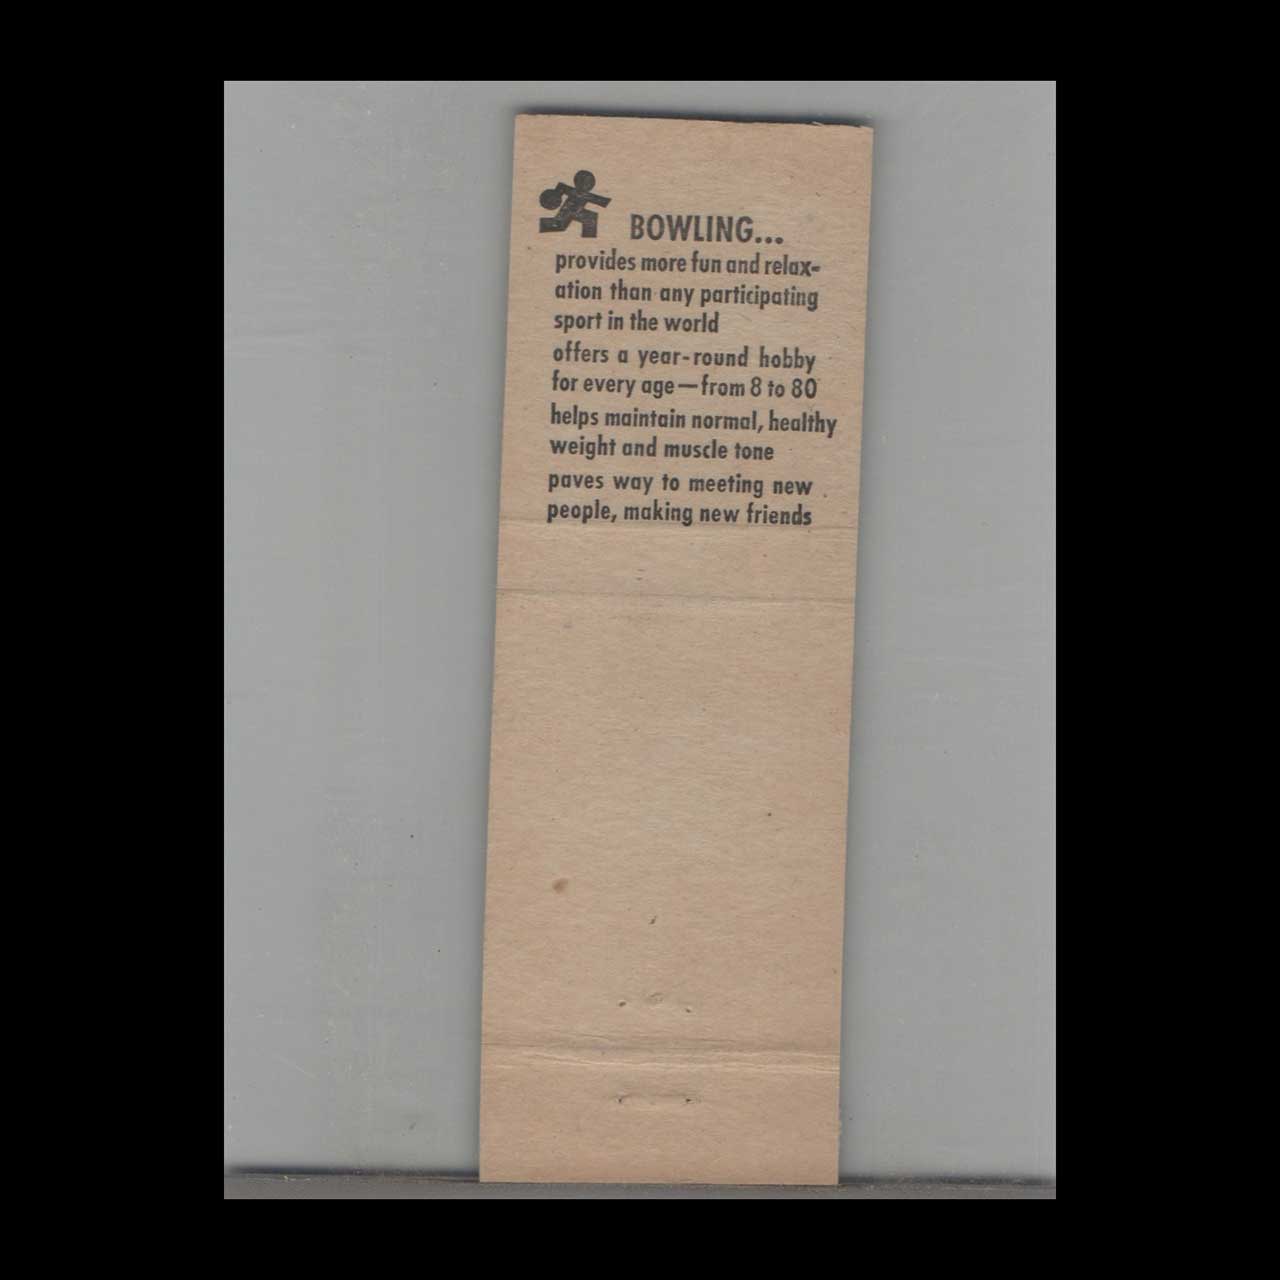 BOWLING...
provides more fun and relax-
ation than any participating
sport in the world
offers a year-round hobby
for every age—from 8 to 80
helps maintain normal, healthy
weight and muscle tone
paves way to meeting new
people, making new friends